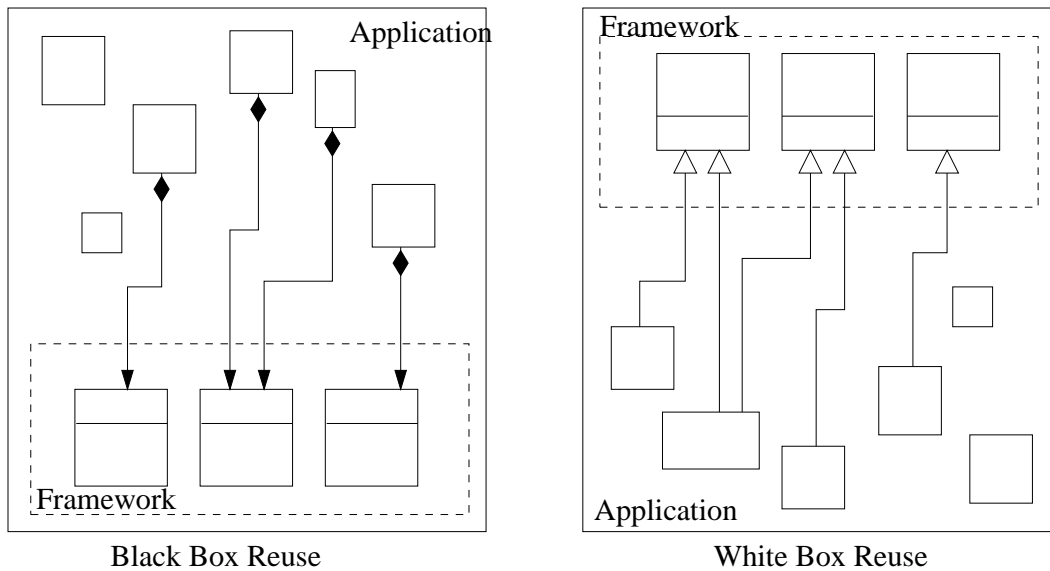 Application
Framework
Black Box Reuse
Framework
Application
White Box Reuse